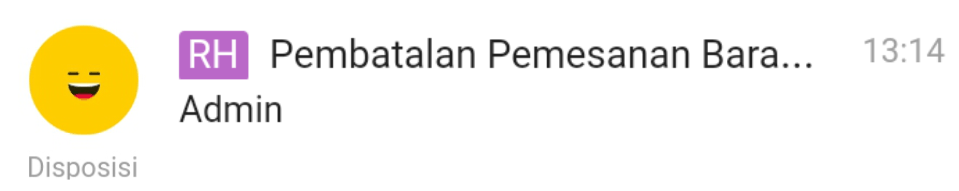 RH Pembatalan Pemesanan Bara... 13:14
Admin
Disposisi